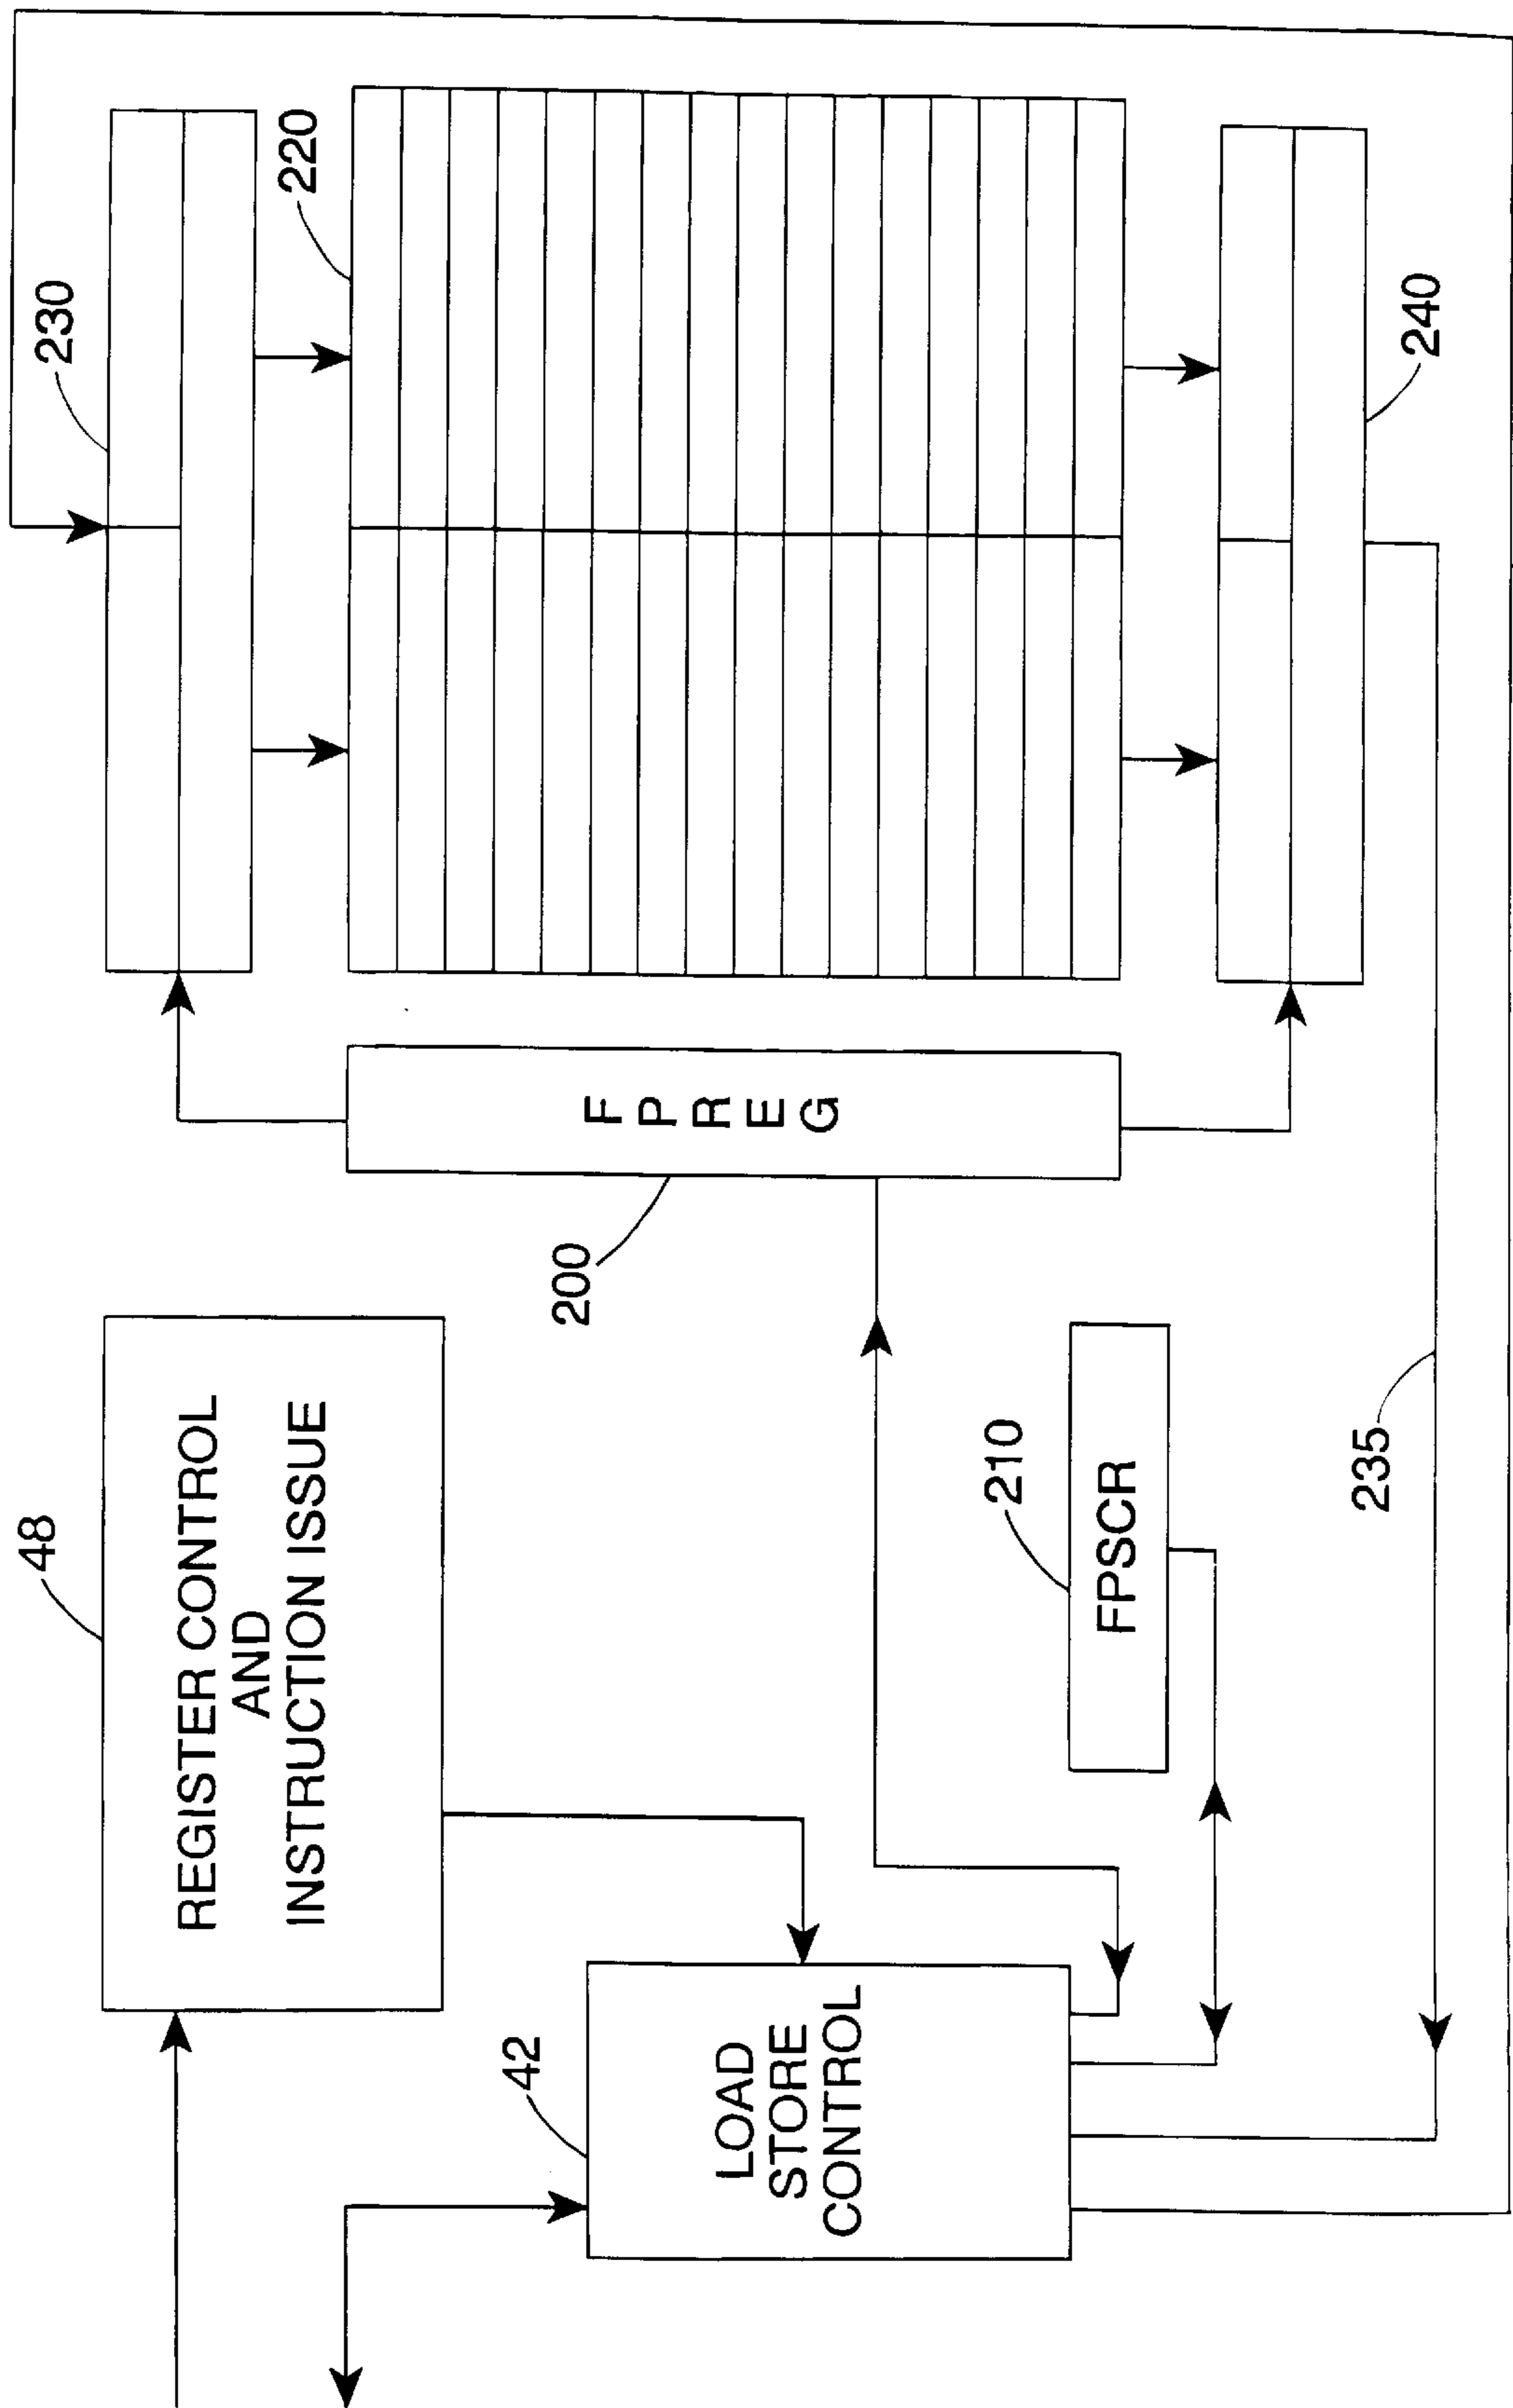 48
REGISTER CONTROL
AND
INSTRUCTION ISSUE
230
220
F
P
R
E
G
200
42
LOAD
STORE
CONTROL
210
FPSCR
240
235